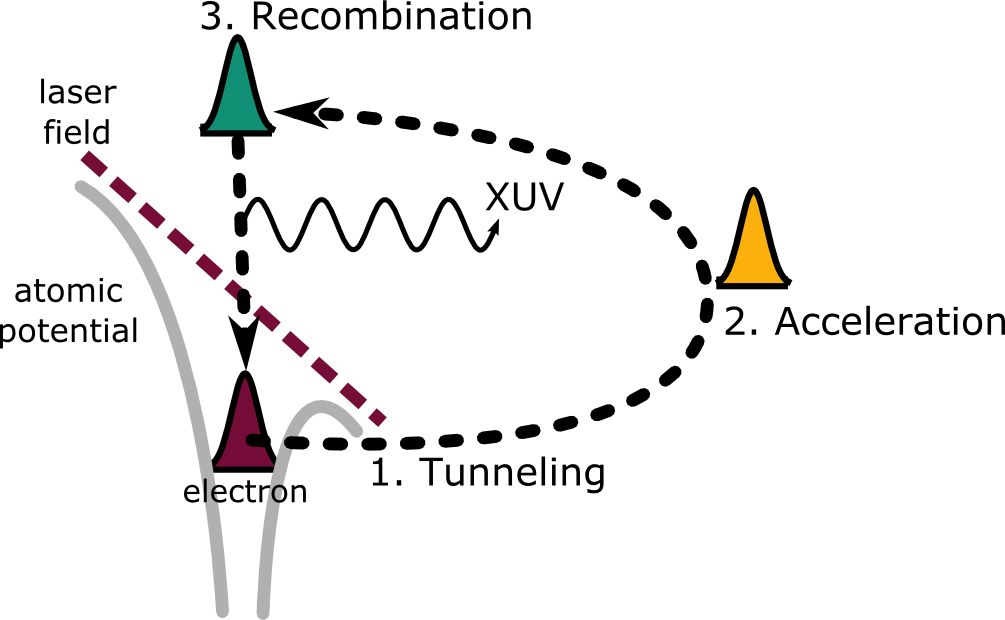 3. Recombination
laser
field
XUV
atomic
potential
2. Acceleration
1. Tunneling
electron